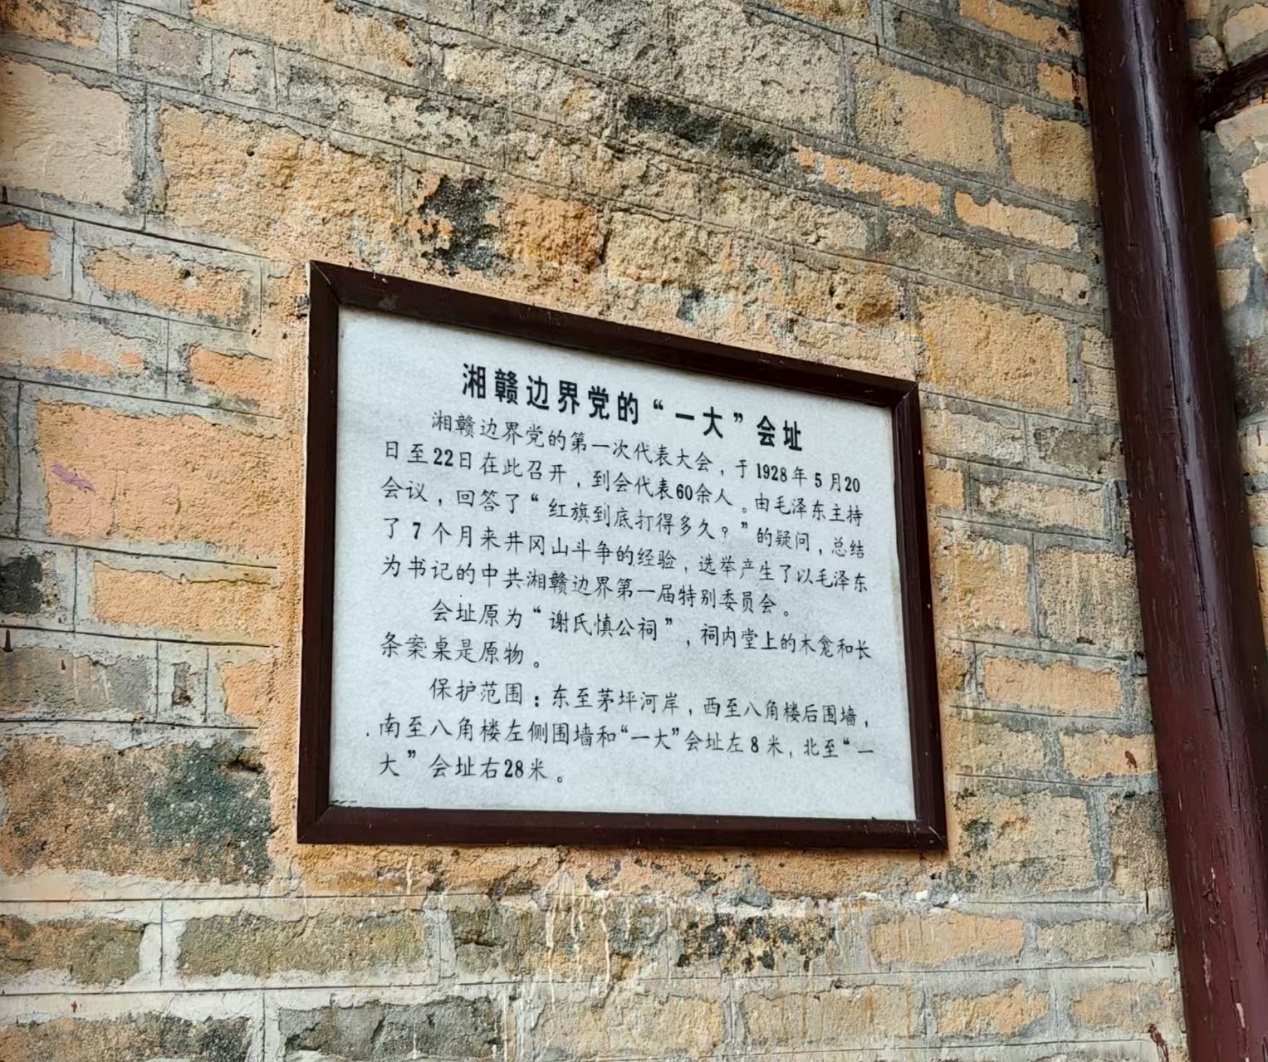 湘赣边界党的“一大”会址
湘赣边界党的第一次代表大会，于1928年5月20
日至22日在此召开，到会代表60余人。由毛泽东主持
会议，回答了“红旗到底打得多久？”的疑问，总结
了7个月来井冈山斗争的经验，选举产生了以毛泽东
为书记的中共湘赣边界第一届特别委员会。
会址原为“谢氏慎公祠”，祠内堂上的木龛和长
条案桌是原物。
保护范围：东至茅坪河岸，西至八角楼后围墙，
南至八角楼左侧围墙和“一大”会址左8米，北至“一
大”会址右28米。